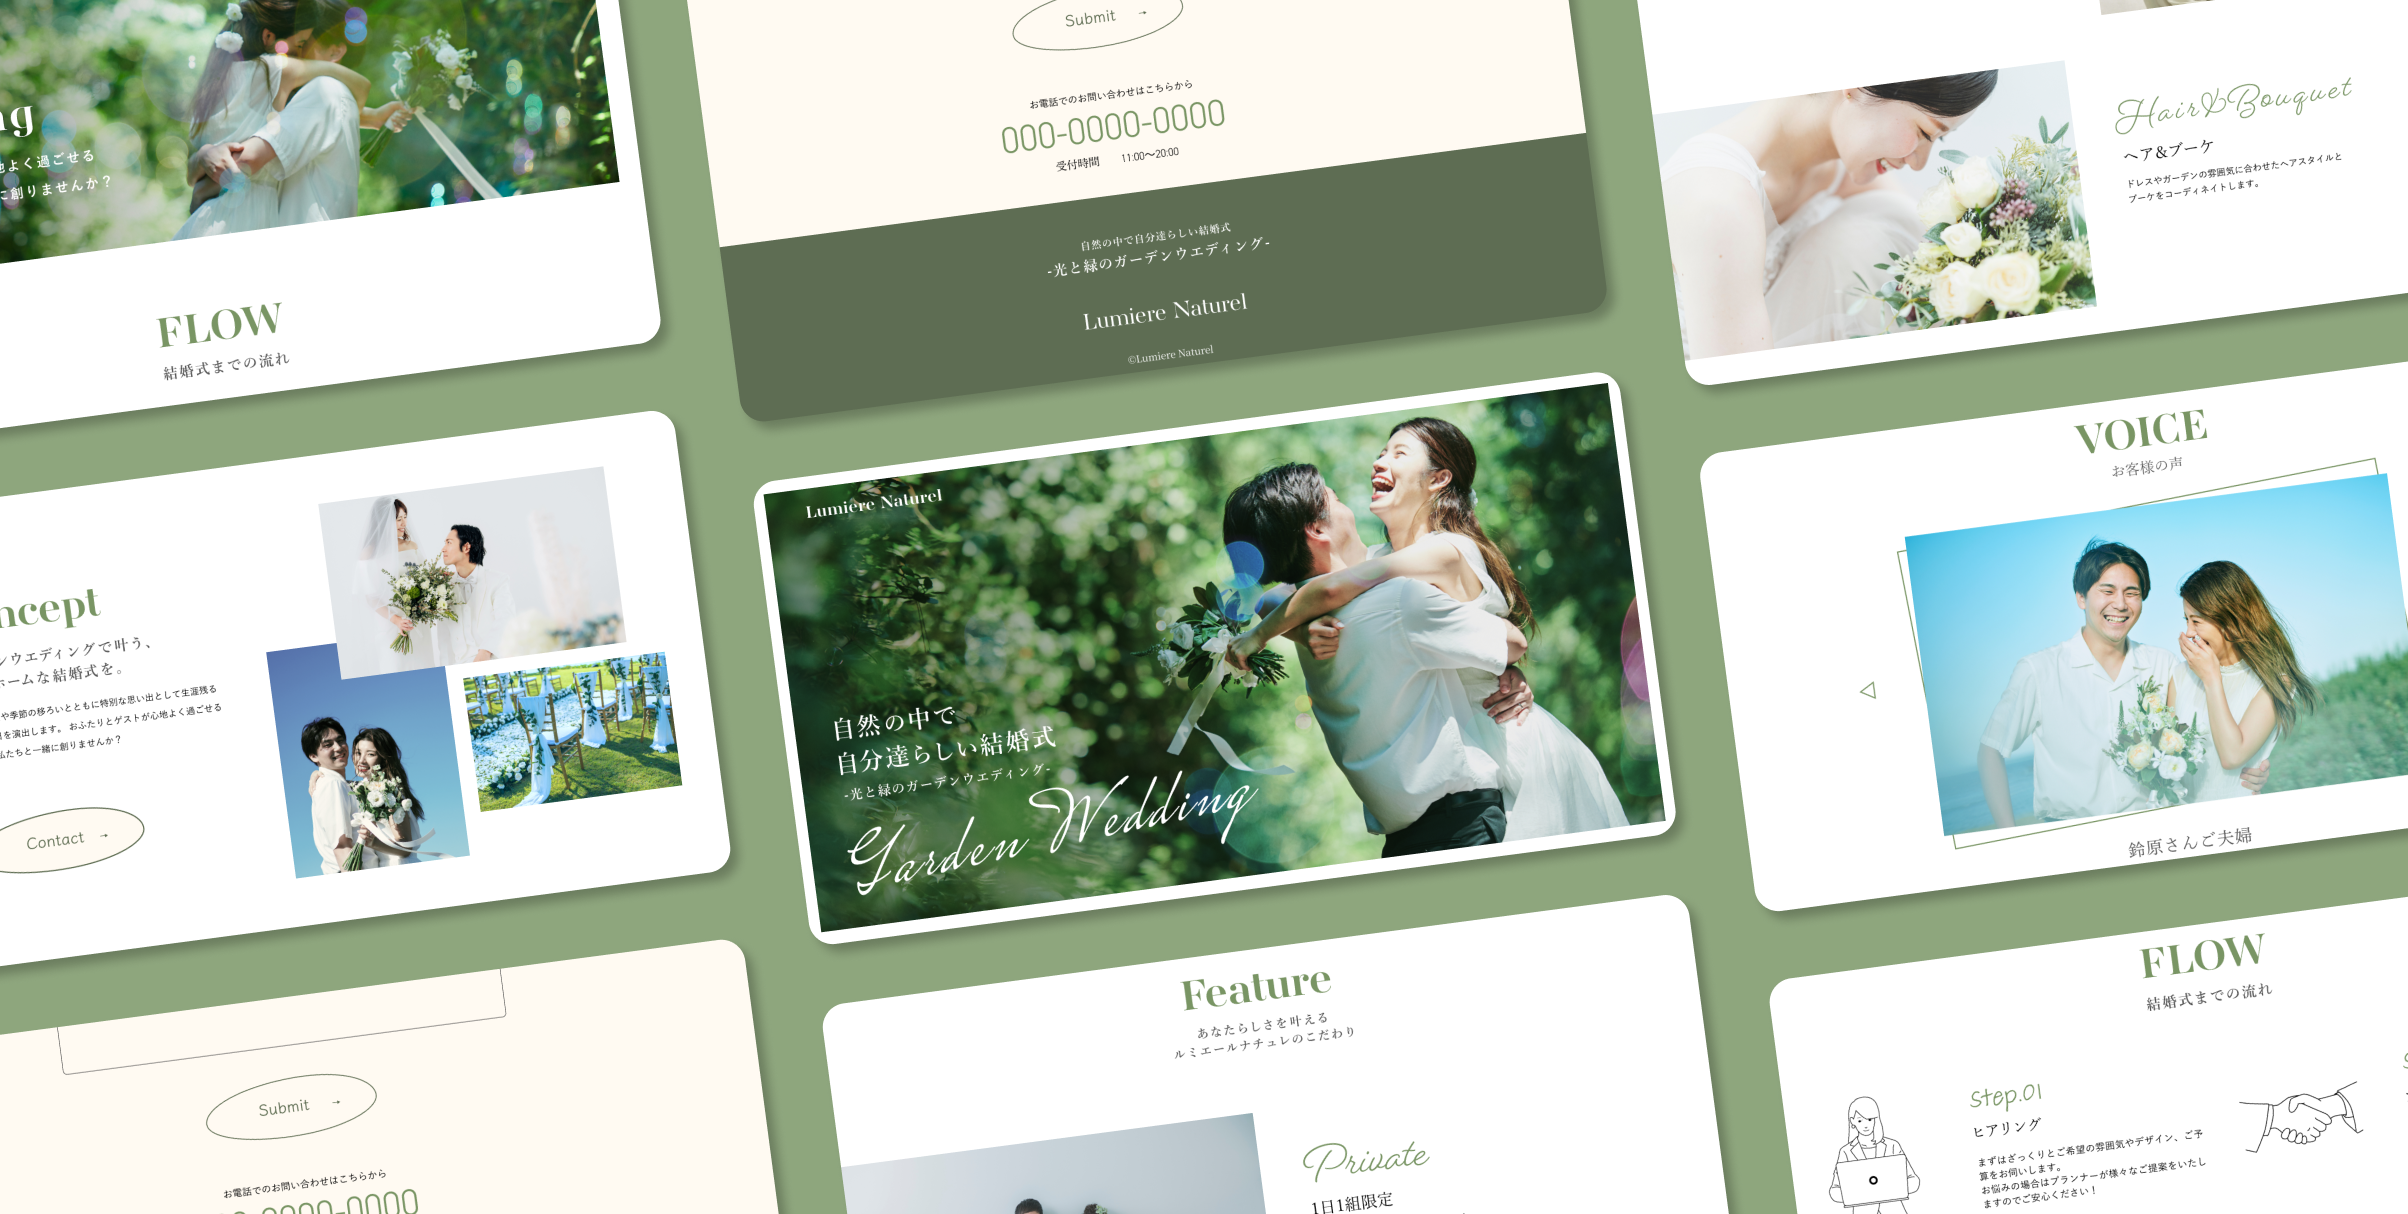 地よく過ごせる
に創りませんか？
FLOW
結婚式までの流れ
Submit →
お電話でのお問い合わせはこちらから
000-0000-0000
受付時間 11:00〜20:00
自然の中で自分達らしい結婚式
-光と緑のガーデンウエディング-
Lumiere Naturel
©Lumiere Naturel
Hair&Bouquet
ヘア&ブーケ
ドレスやガーデンの雰囲気に合わせたヘアスタイルと
ブーケをコーディネイトします。
ncept
ンウエディングで叶う、
ホームな結婚式を。
や季節の移ろいとともに特別な思い出として生涯残る
を演出します。 おふたりとゲストが心地よく過ごせる
私たちと一緒に創りませんか？
Contact →
Lumiere Naturel
自然の中で
自分達らしい結婚式
-光と緑のガーデンウエディング-
Garden Wedding
VOICE
お客様の声
鈴原さんご夫婦
Submit →
お電話でのお問い合わせはこちらから
0000-0000
Feature
あなたらしさを叶える
ルミエールナチュレのこだわり
Private
1日1組限定
FLOW
結婚式までの流れ
Step.01
ヒアリング
まずはざっくりとご希望の雰囲気やデザイン、ご予
算をお伺いします。
お悩みの場合はプランナーが様々なご提案をいたし
ますのでご安心ください！